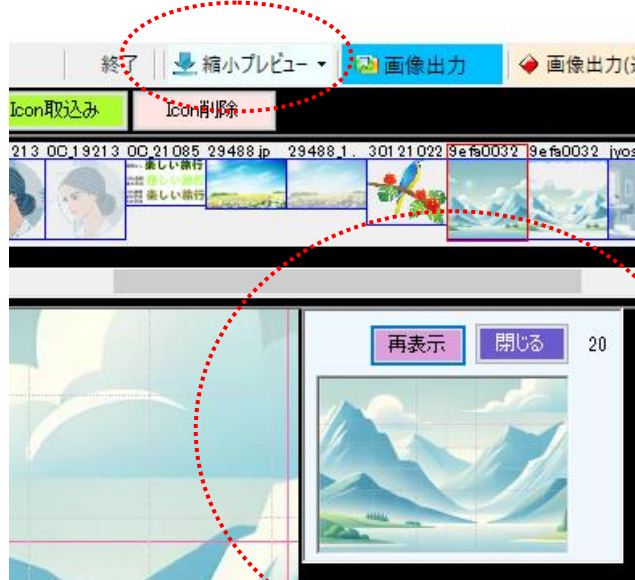 終了 縮小プレビュー 画像出力 画像出力(
Icon取込み Icon削除
213 0C_19213 0C_21085 29488.jp 29488_1. 30121022 9efa0032 9efa0032 jyos
楽しい旅行
楽しい旅行
楽しい旅行
再表示 閉じる 20